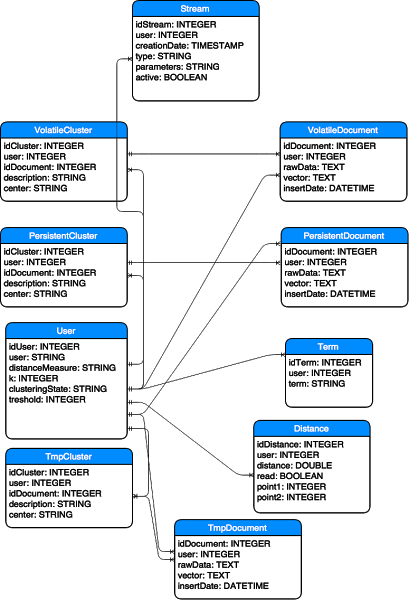 Stream
idStream: INTEGER
user: INTEGER
creationDate: TIMESTAMP
type: STRING
parameters: STRING
active: BOOLEAN
VolatileCluster
idCluster: INTEGER
user: INTEGER
idDocument: INTEGER
description: STRING
center: STRING
VolatileDocument
idDocument: INTEGER
user: INTEGER
rawData: TEXT
vector: TEXT
insertDate: DATETIME
PersistentCluster
idCluster: INTEGER
user: INTEGER
idDocument: INTEGER
description: STRING
center: STRING
PersistentDocument
idDocument: INTEGER
user: INTEGER
rawData: TEXT
vector: TEXT
insertDate: DATETIME
User
idUser: INTEGER
user: STRING
distanceMeasure: STRING
k: INTEGER
clusteringState: STRING
treshold: INTEGER
Term
idTerm: INTEGER
user: INTEGER
term: STRING
Distance
idDistance: INTEGER
user: INTEGER
distance: DOUBLE
read: BOOLEAN
point1: INTEGER
point2: INTEGER
TmpCluster
idCluster: INTEGER
user: INTEGER
idDocument: INTEGER
description: STRING
center: STRING
TmpDocument
idDocument: INTEGER
user: INTEGER
rawData: TEXT
vector: TEXT
insertDate: DATETIME